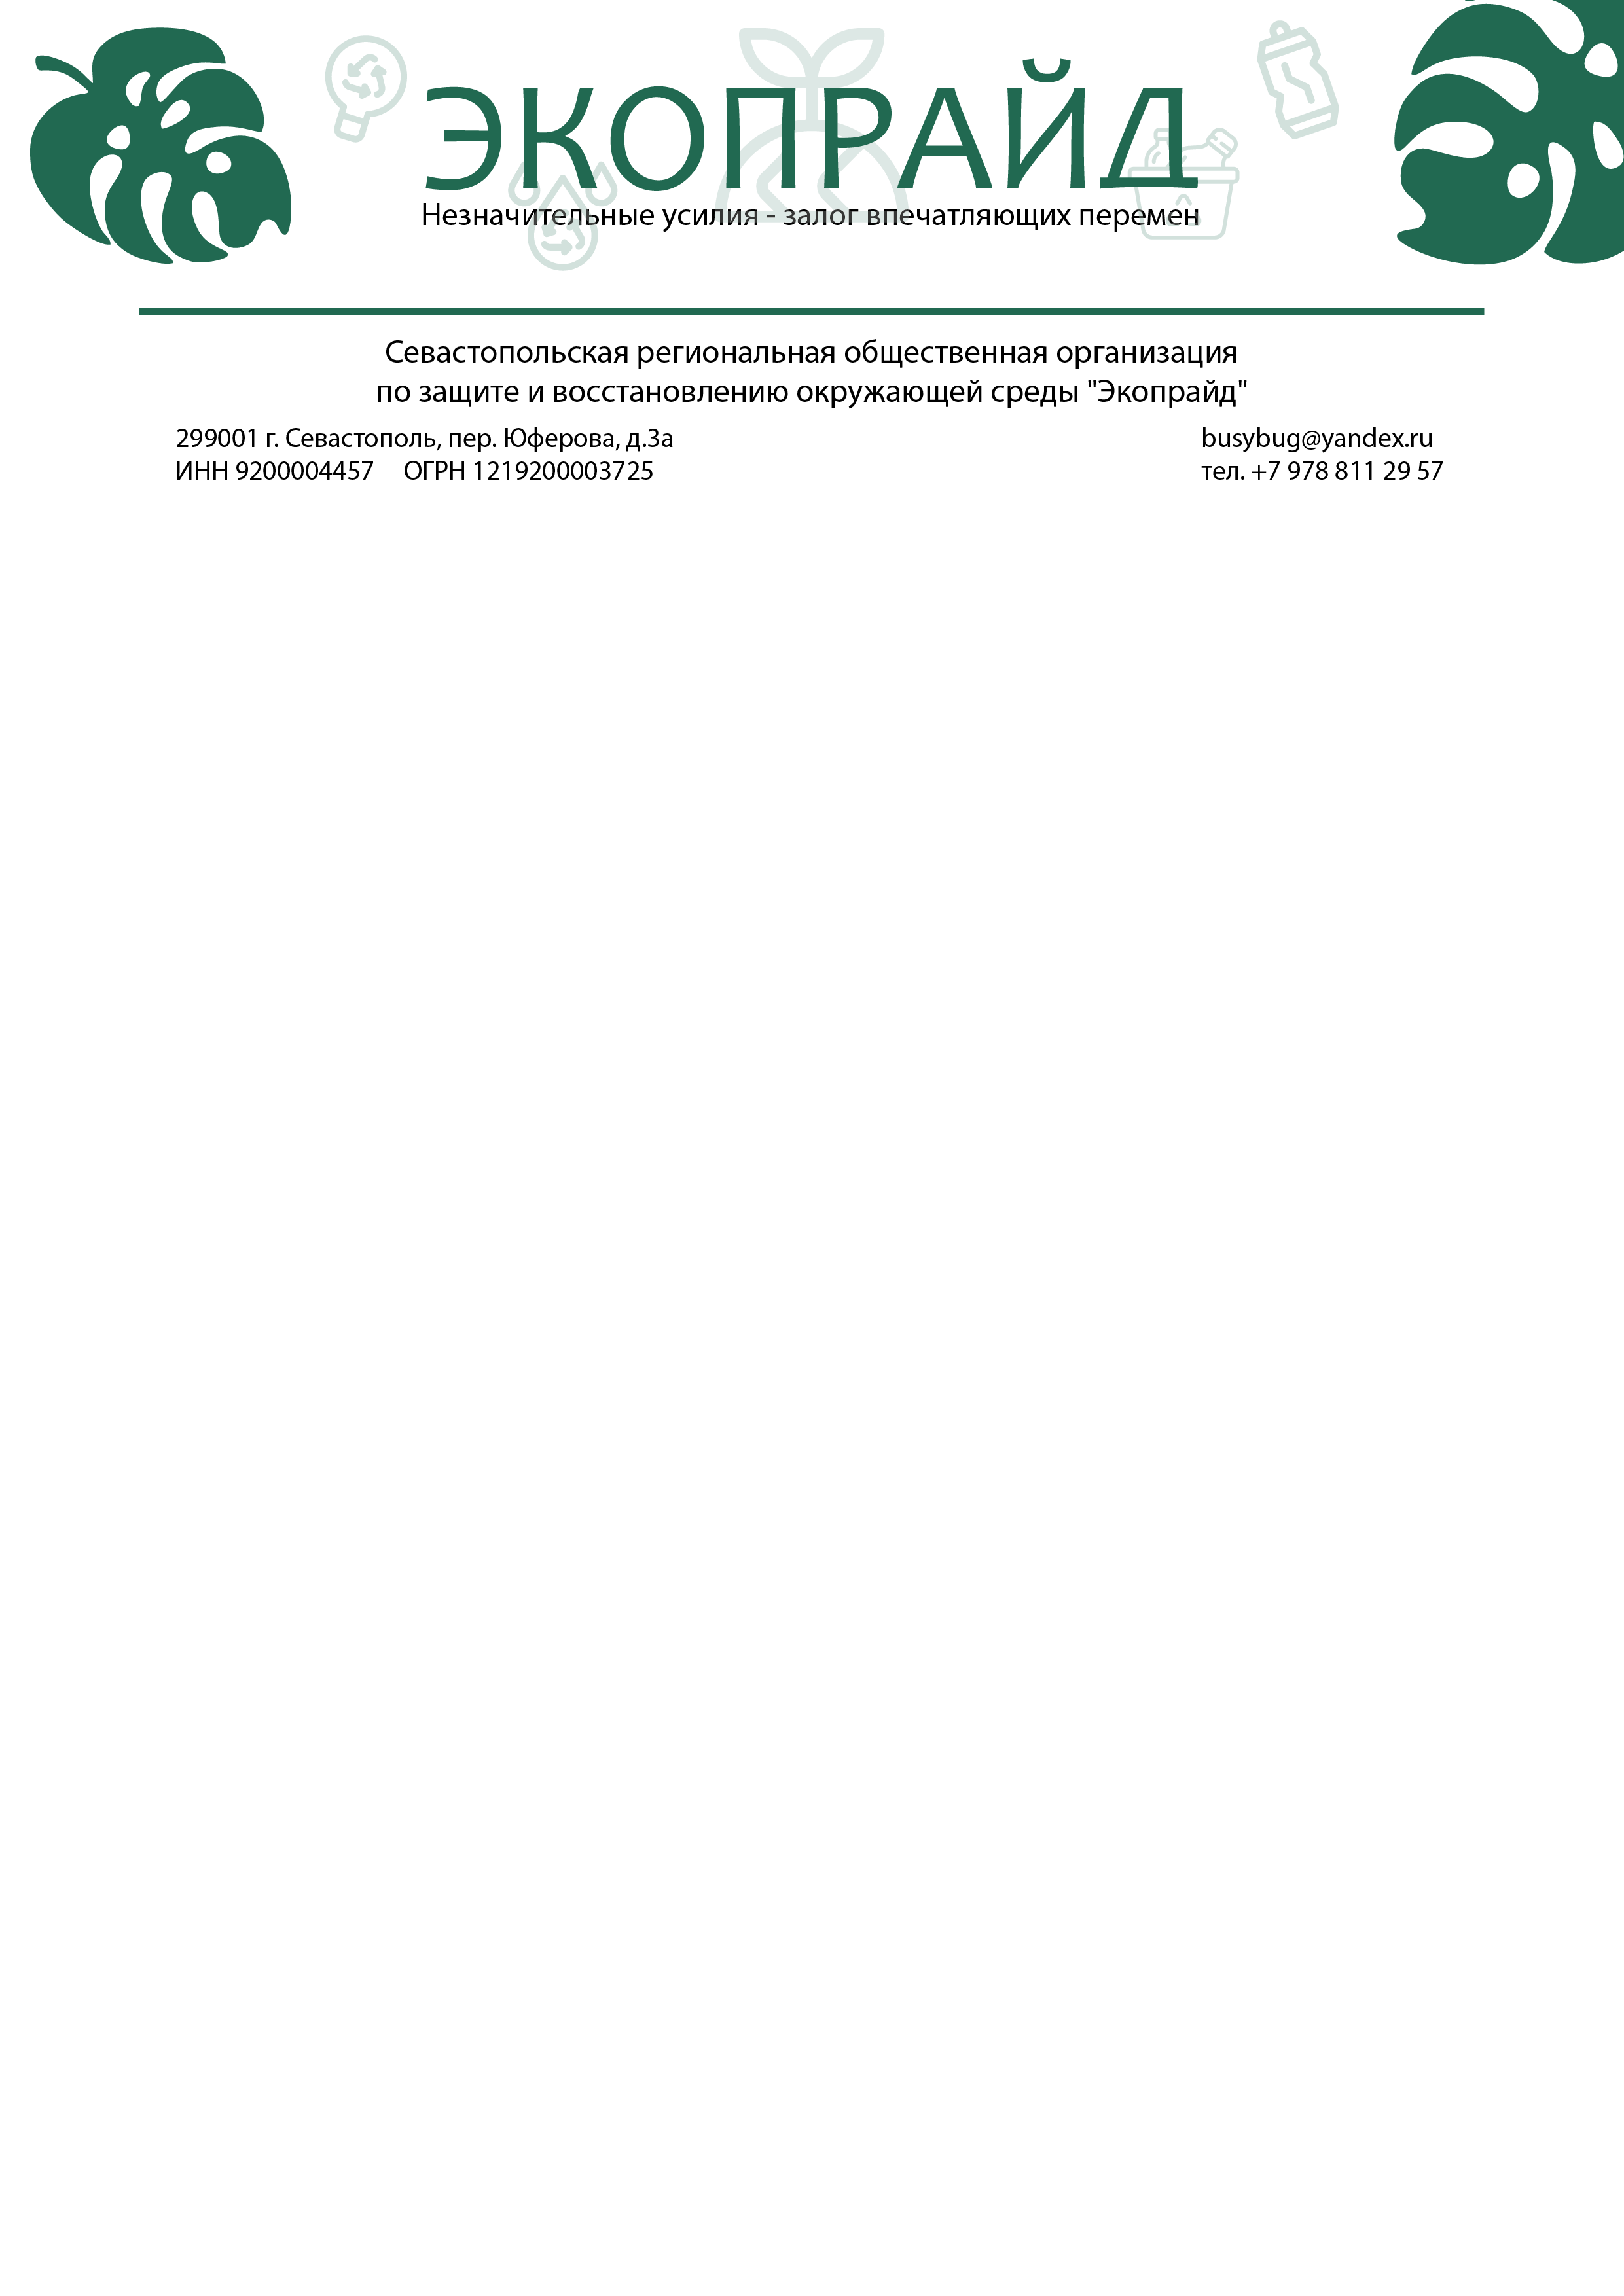 ЭКОПРАЙД
Незначительные усилия - залог впечатляющих перемен
Севастопольская региональная общественная организация
по защите и восстановлению окружающей среды "Экопрайд"
299001 г. Севастополь, пер. Юферова, д.3а
ИНН 9200004457 ОГРН 1219200003725
busybug@yandex.ru
тел. +7 978 811 29 57